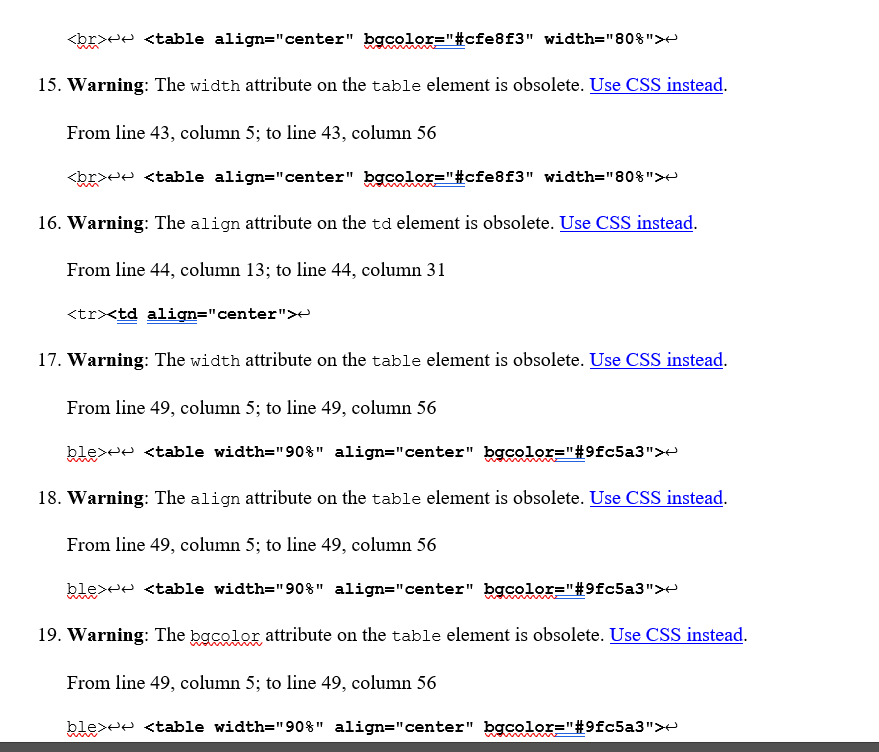 <br>↩↩ <table align="center" bgcolor="#cfe8f3" width="80%">↩
15. Warning: The width attribute on the table element is obsolete. Use CSS instead.
From line 43, column 5; to line 43, column 56
<br>↩↩ <table align="center" bgcolor="#cfe8f3" width="80%">↩
16. Warning: The align attribute on the td element is obsolete. Use CSS instead.
From line 44, column 13; to line 44, column 31
<tr><td align="center">↩
17. Warning: The width attribute on the table element is obsolete. Use CSS instead.
From line 49, column 5; to line 49, column 56
ble>↩↩ <table width="90%" align="center" bgcolor="#9fc5a3">↩
18. Warning: The align attribute on the table element is obsolete. Use CSS instead.
From line 49, column 5; to line 49, column 56
ble>↩↩ <table width="90%" align="center" bgcolor="#9fc5a3">↩
19. Warning: The bgcolor attribute on the table element is obsolete. Use CSS instead.
From line 49, column 5; to line 49, column 56
ble>↩↩ <table width="90%" align="center" bgcolor="#9fc5a3">↩